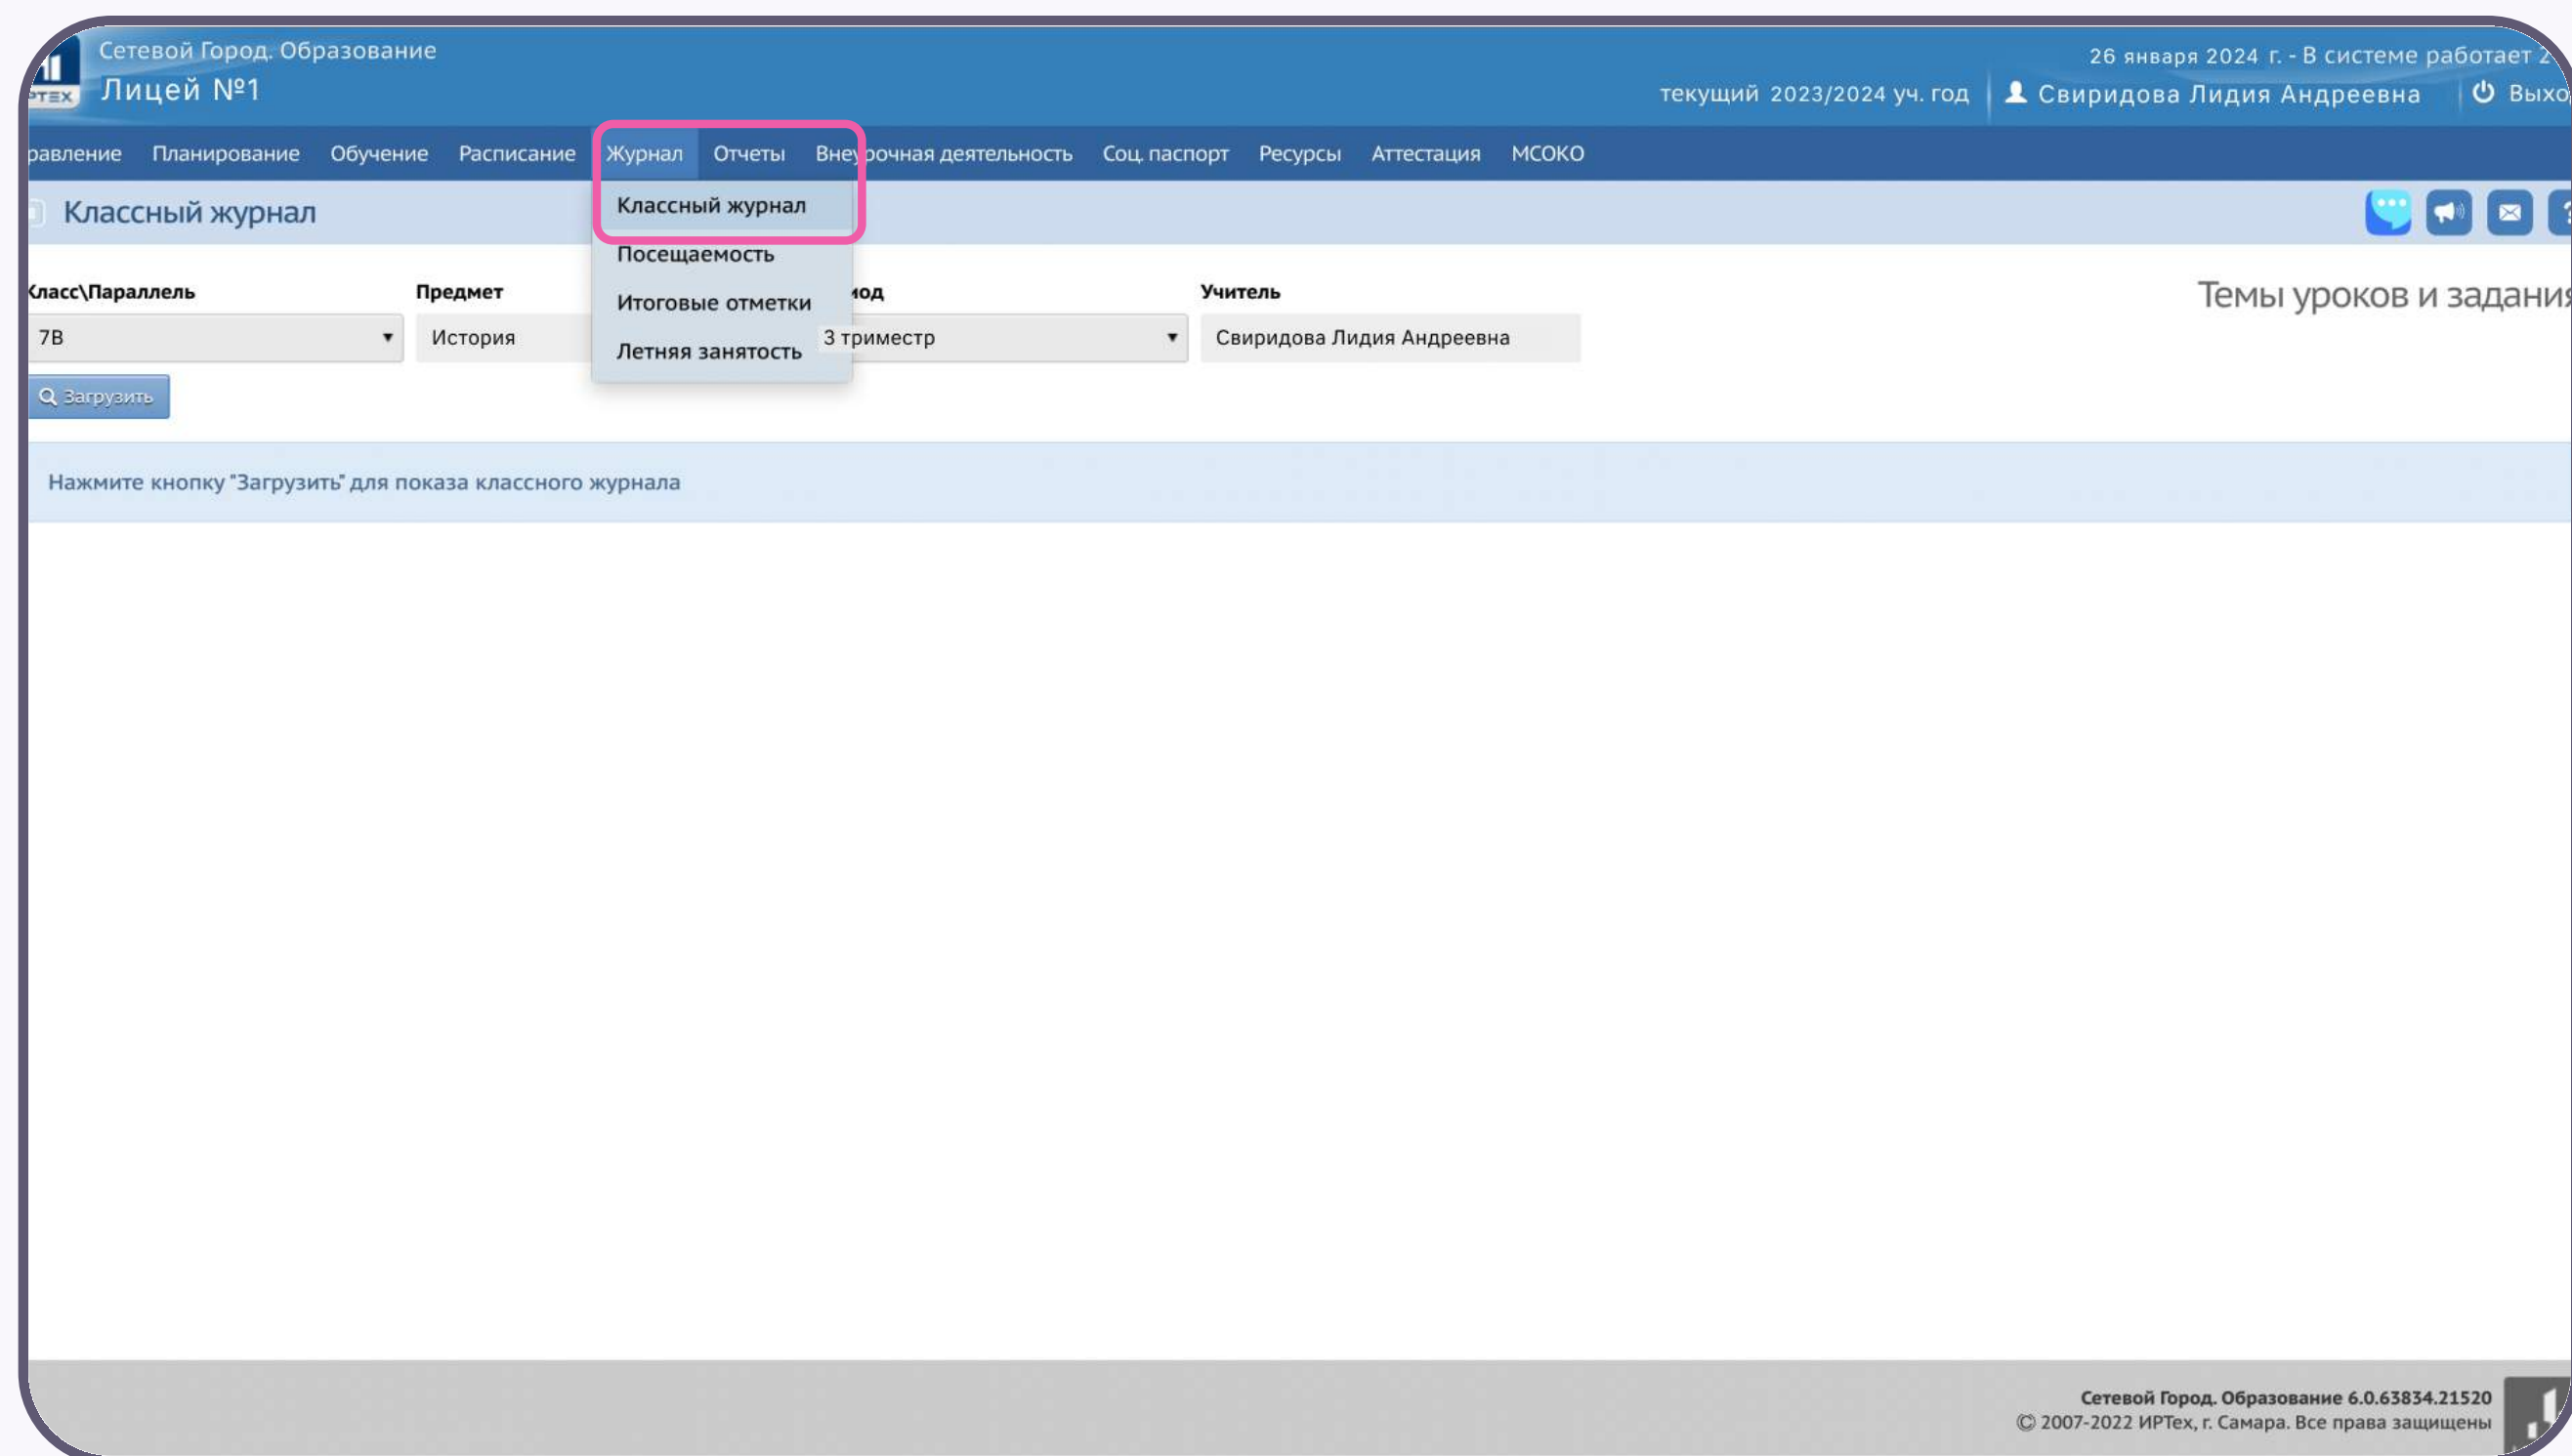 Сетевой Город. Образование
Лицей №1
26 января 2024 г. - В системе работает
текущий 2023/2024 уч. год Свиридова Лидия Андреевна Выхо
равление Планирование Обучение Расписание Журнал Отчеты Внеурочная деятельность Соц. паспорт Ресурсы Аттестация МСОКО
Классный журнал
Классный журнал
Посещаемость
Итоговые отметки
Летняя занятость
Класс\Параллель Предмет иод Учитель
Темы уроков и задания
7В История 3 триместр Свиридова Лидия Андреевна
Загрузить
Нажмите кнопку "Загрузить" для показа классного журнала
Сетевой Город. Образование 6.0.63834.21520
© 2007-2022 ИРТех, г. Самара. Все права защищены